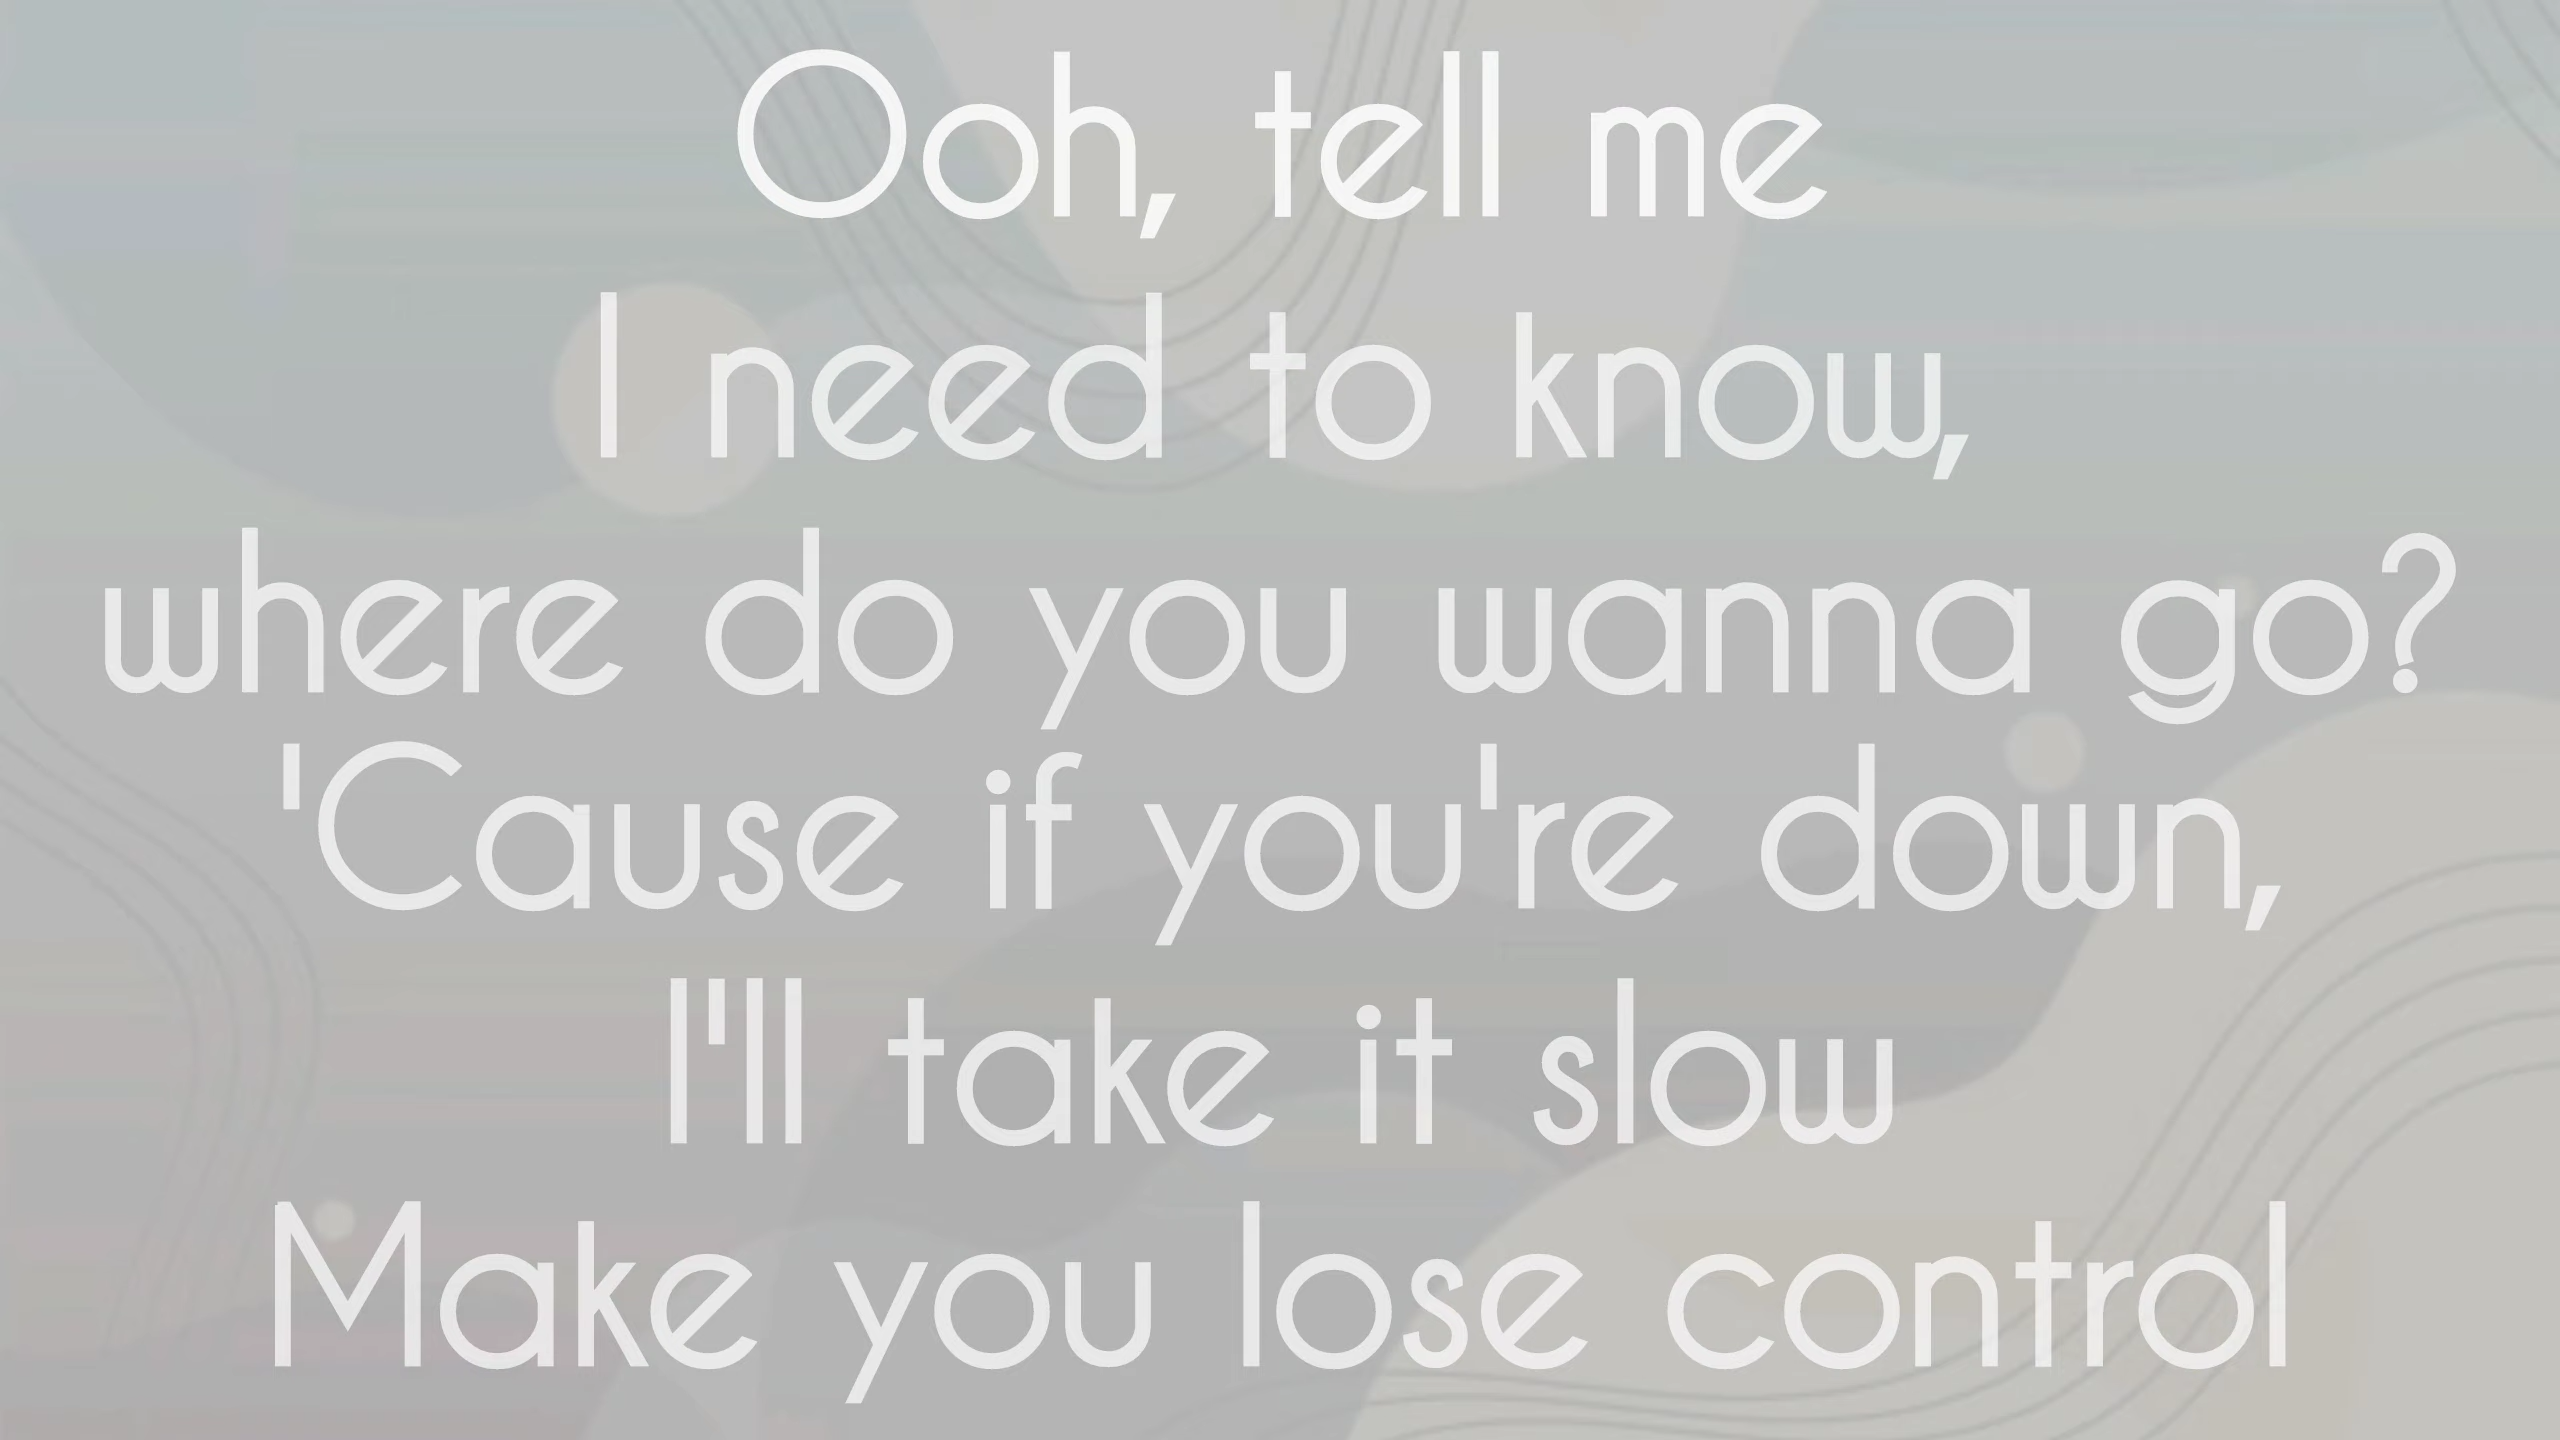 Ooh, tell me
I need to know,
where do you wanna go?
'Cause if you're down,
I'll take it slow
Make you lose control